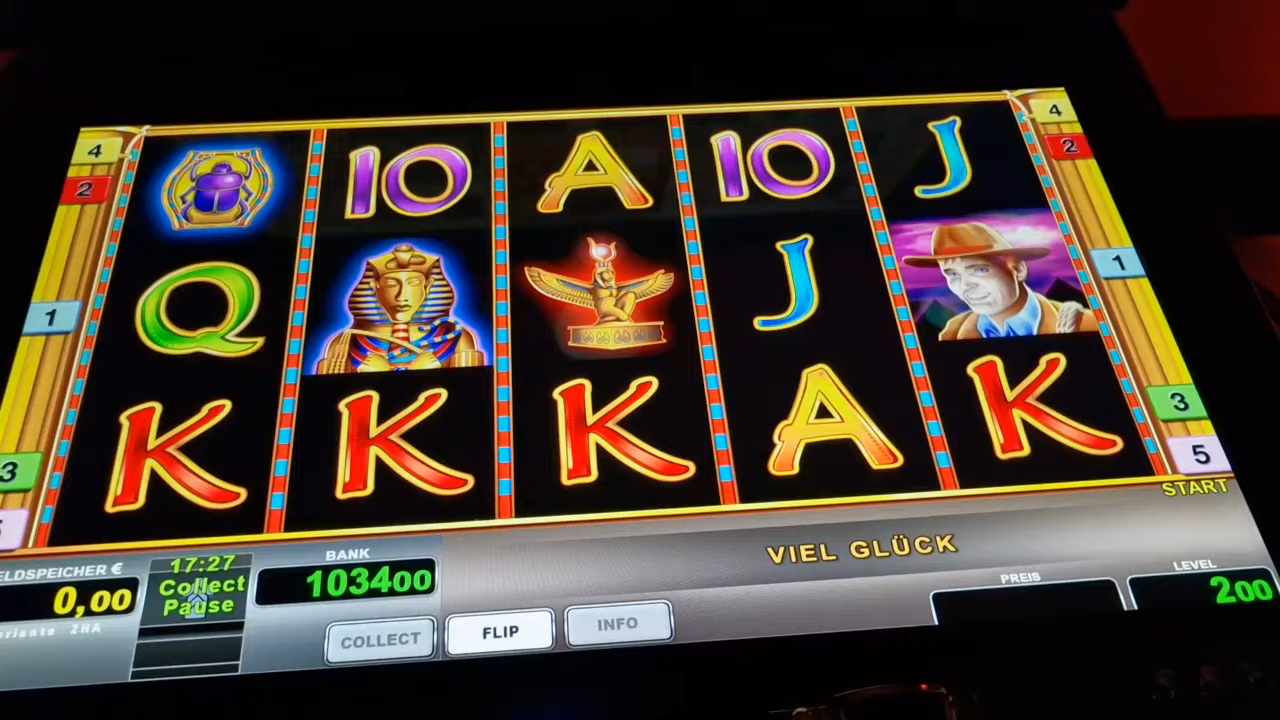 4 10 A 10 J 4
2 2
Q J 1
1
K K K A K 3
3 5
START
VIEL GLÜCK
ELDSPEICHER € 17:27 BANK PREIS LEVEL
0,00 Collect 103400 200
Pause
2HA
COLLECT FLIP INFO